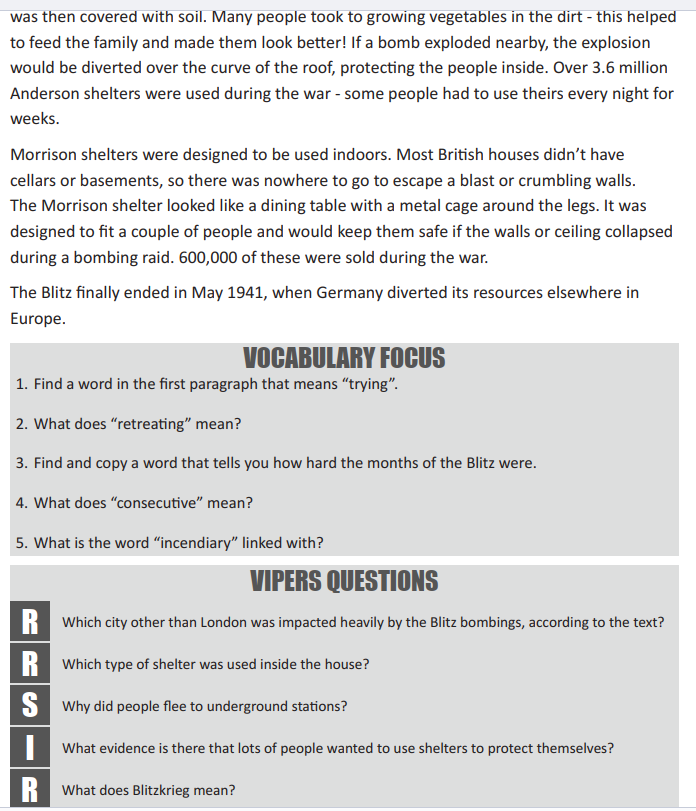 was then covered with soil. Many people took to growing vegetables in the dirt - this helped
to feed the family and made them look better! If a bomb exploded nearby, the explosion
would be diverted over the curve of the roof, protecting the people inside. Over 3.6 million
Anderson shelters were used during the war - some people had to use theirs every night for
weeks.
Morrison shelters were designed to be used indoors. Most British houses didn’t have
cellars or basements, so there was nowhere to go to escape a blast or crumbling walls.
The Morrison shelter looked like a dining table with a metal cage around the legs. It was
designed to fit a couple of people and would keep them safe if the walls or ceiling collapsed
during a bombing raid. 600,000 of these were sold during the war.
The Blitz finally ended in May 1941, when Germany diverted its resources elsewhere in
Europe.
VOCABULARY FOCUS
1. Find a word in the first paragraph that means “trying”.
2. What does “retreating” mean?
3. Find and copy a word that tells you how hard the months of the Blitz were.
4. What does “consecutive” mean?
5. What is the word “incendiary” linked with?
VIPERS QUESTIONS
R Which city other than London was impacted heavily by the Blitz bombings, according to the text?
R Which type of shelter was used inside the house?
S Why did people flee to underground stations?
I What evidence is there that lots of people wanted to use shelters to protect themselves?
R What does Blitzkrieg mean?